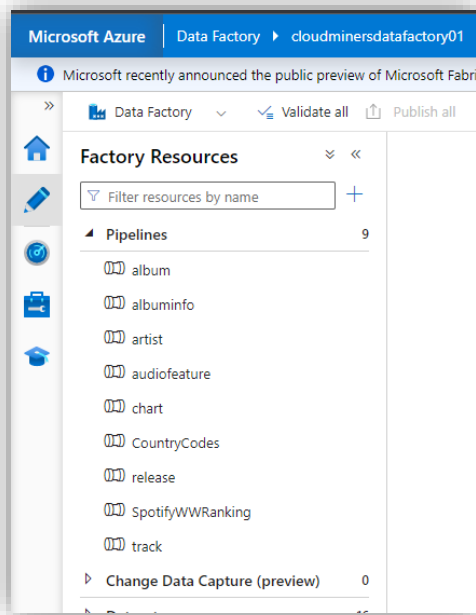 Microsoft Azure Data Factory cloudminersdatafactory01
Microsoft recently announced the public preview of Microsoft Fabri
Data Factory Validate all Publish all
Factory Resources
Filter resources by name
Pipelines 9
album
albuminfo
artist
audiofeature
chart
CountryCodes
release
SpotifyWWRanking
track
Change Data Capture (preview) 0